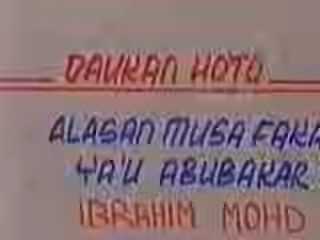 DAUKAN HOTO
ALASAN MUSA FAKA
YA'U ABUBAKAR
IBRAHIM MOHD